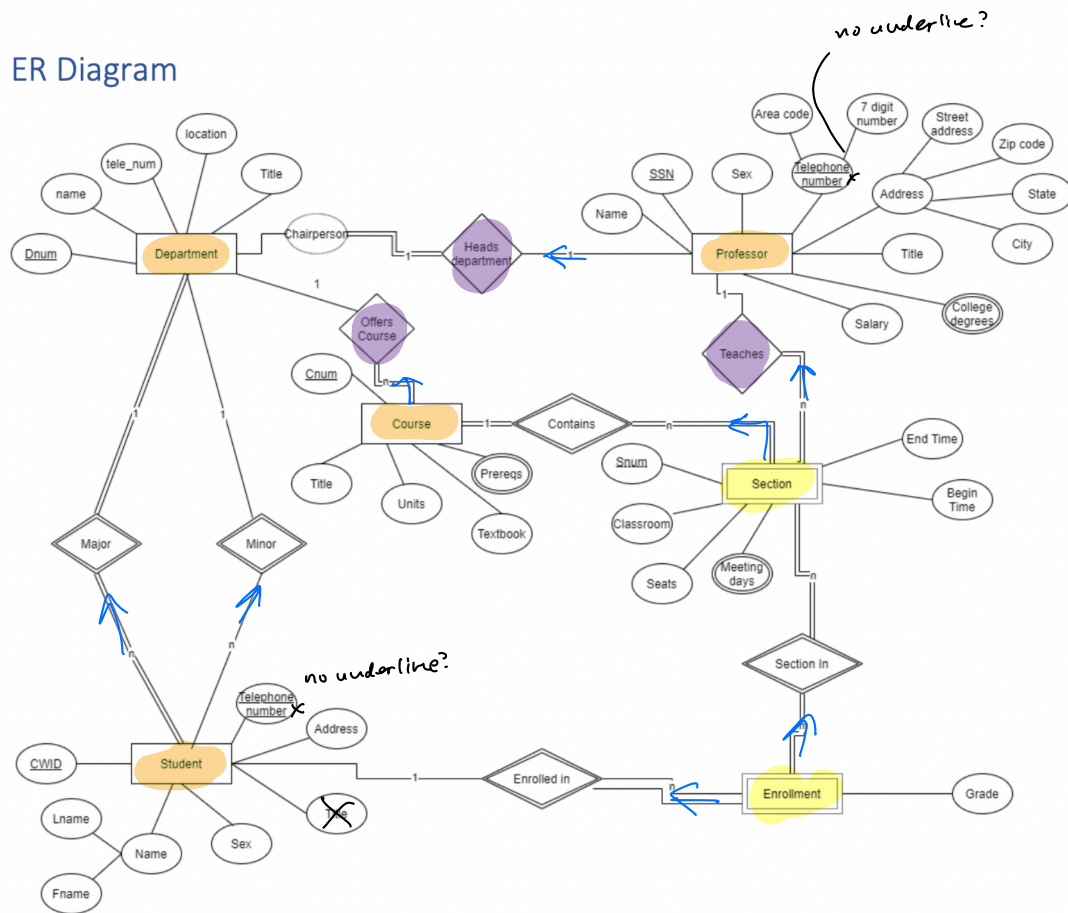 no underline?
ER Diagram
location
tele_num
Title
name
Dnum
Department
Chairperson
1
Heads
department
1
1
Offers
Course
n
Area code
7 digit
number
Street
address
Zip code
SSN
Sex
Telephone
number
x
Address
State
Name
City
Professor
Title
College
degrees
Salary
1
Teaches
n
Cnum
Course
1
Contains
n
Title
Units
Prereqs
Textbook
Snum
Section
End Time
Begin
Time
Classroom
Seats
Meeting
days
n
1
1
Major
Minor
n
n
Section In
n
no underline?
Telephone
number
x
Address
CWID
Student
1
Enrolled in
n
Enrollment
Grade
Title
Lname
Name
Sex
Fname